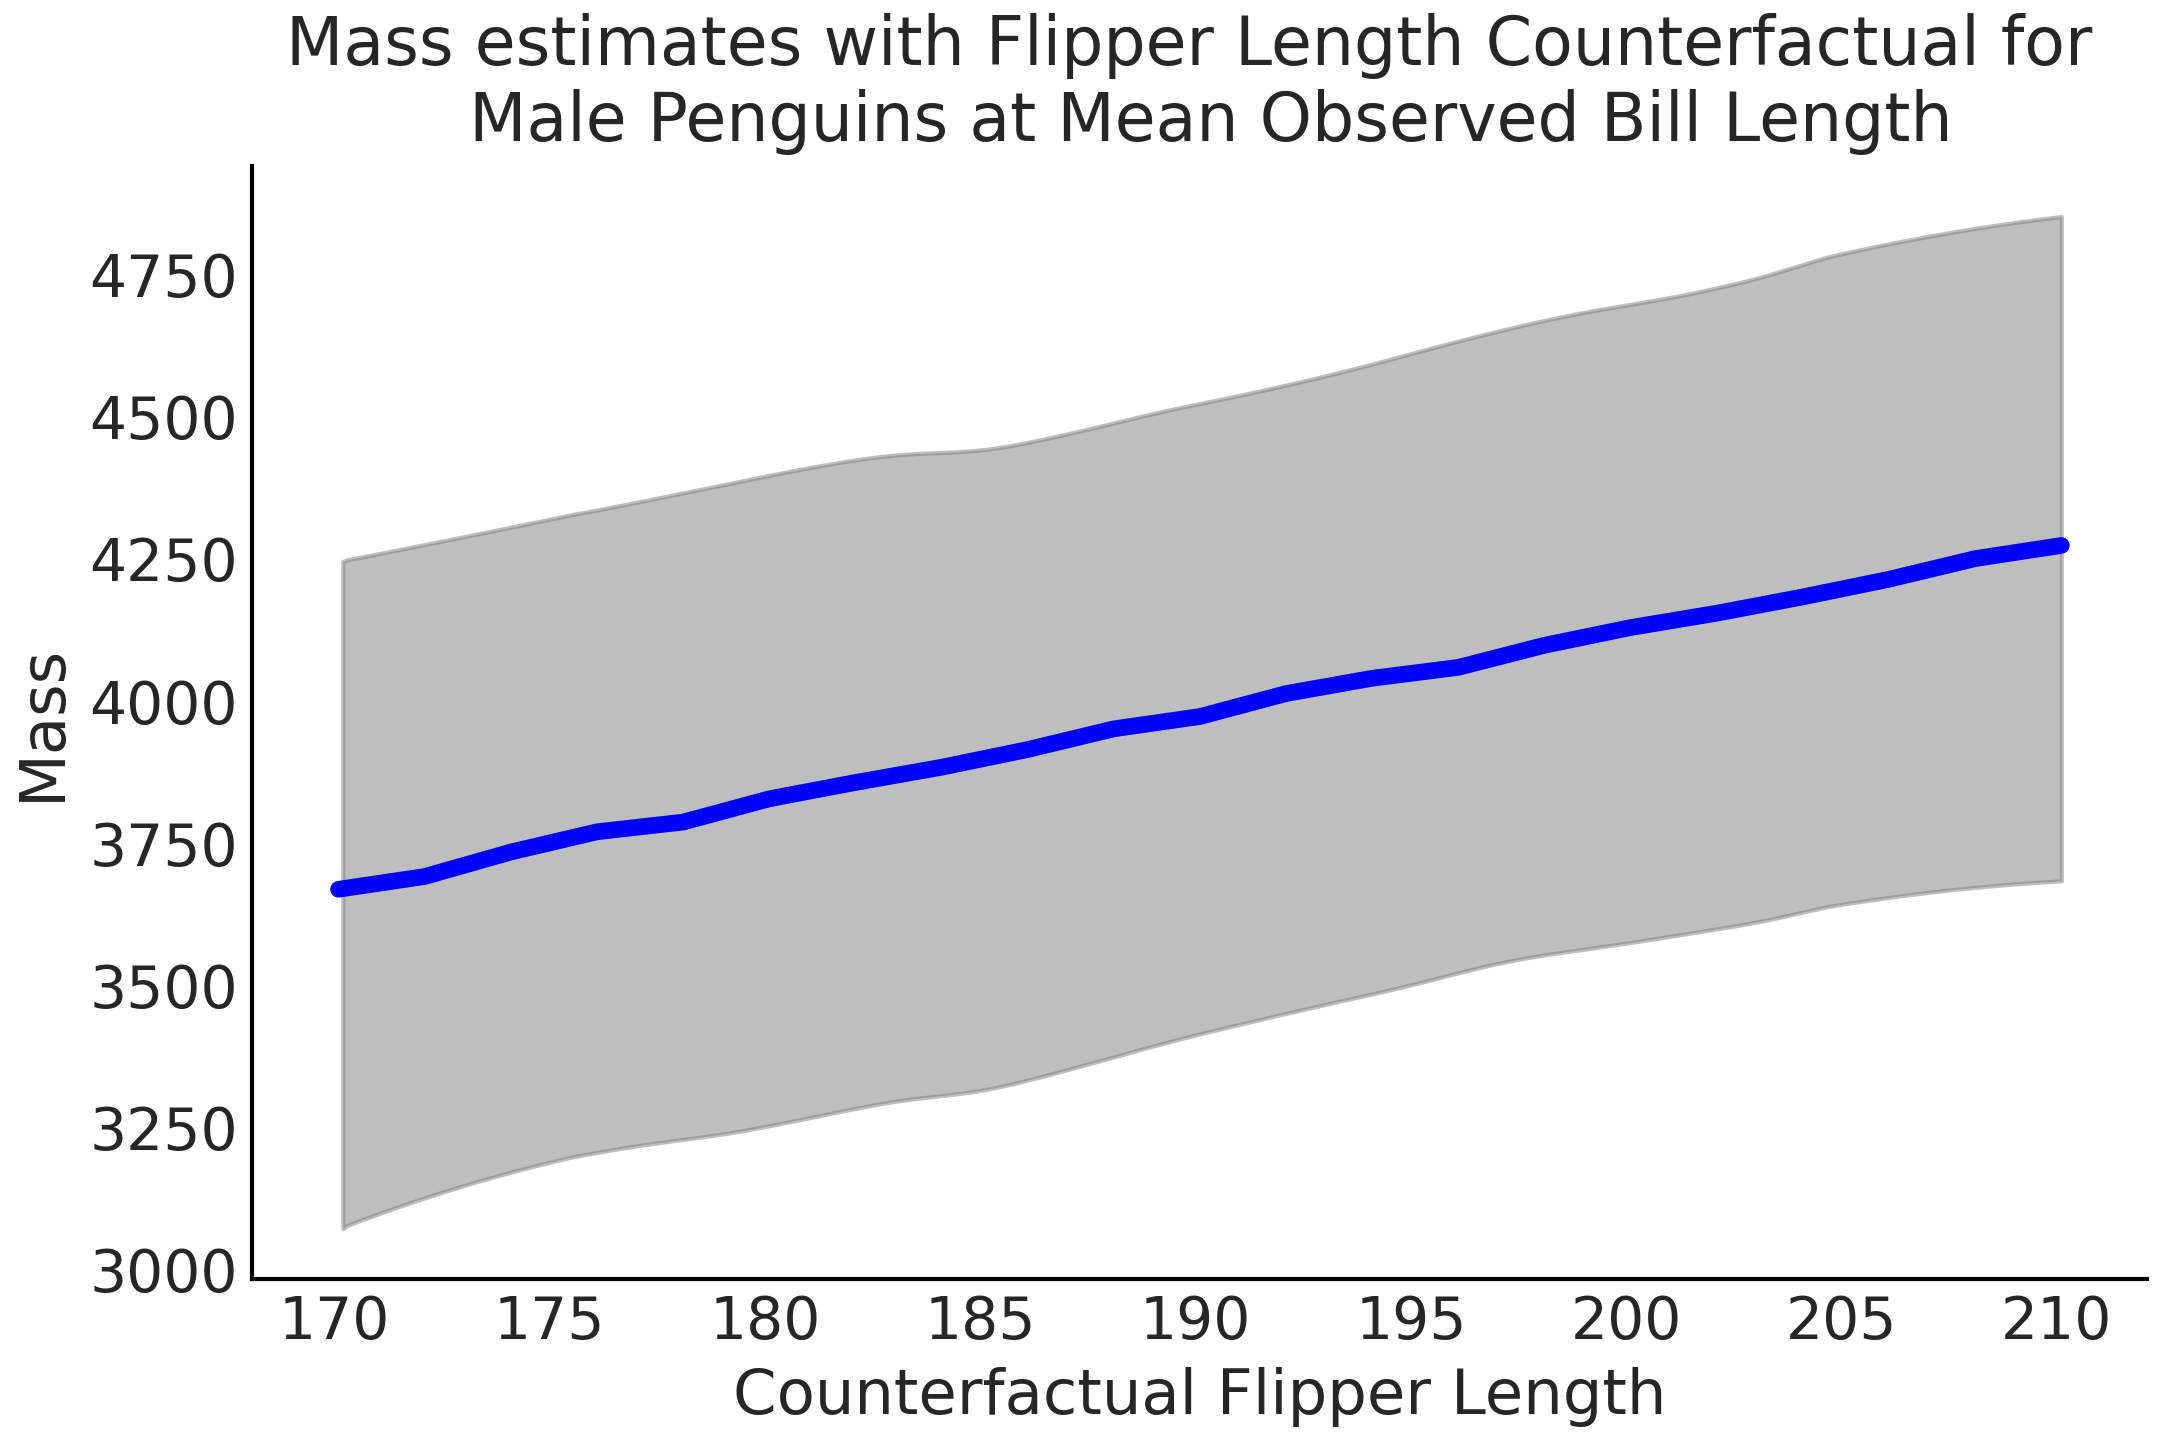 Mass estimates with Flipper Length Counterfactual for
Male Penguins at Mean Observed Bill Length
4750
4500
4250
4000
3750
3500
3250
3000
Mass
170 175 180 185 190 195 200 205 210
Counterfactual Flipper Length